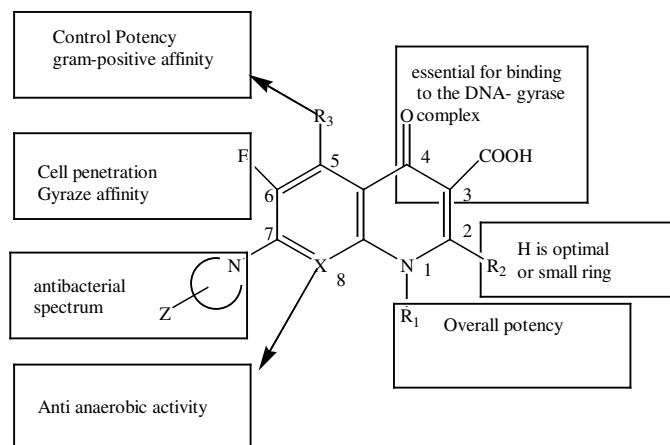 Control Potency
gram-positive affinity
essential for binding
to the DNA- gyrase
complex
R3
O
F
5
4
COOH
Cell penetration
Gyraze affinity
6
3
7
2
N
X
8
N
1
R2
H is optimal
or small ring
antibacterial
spectrum
Z
R1
Overall potency
Anti anaerobic activity